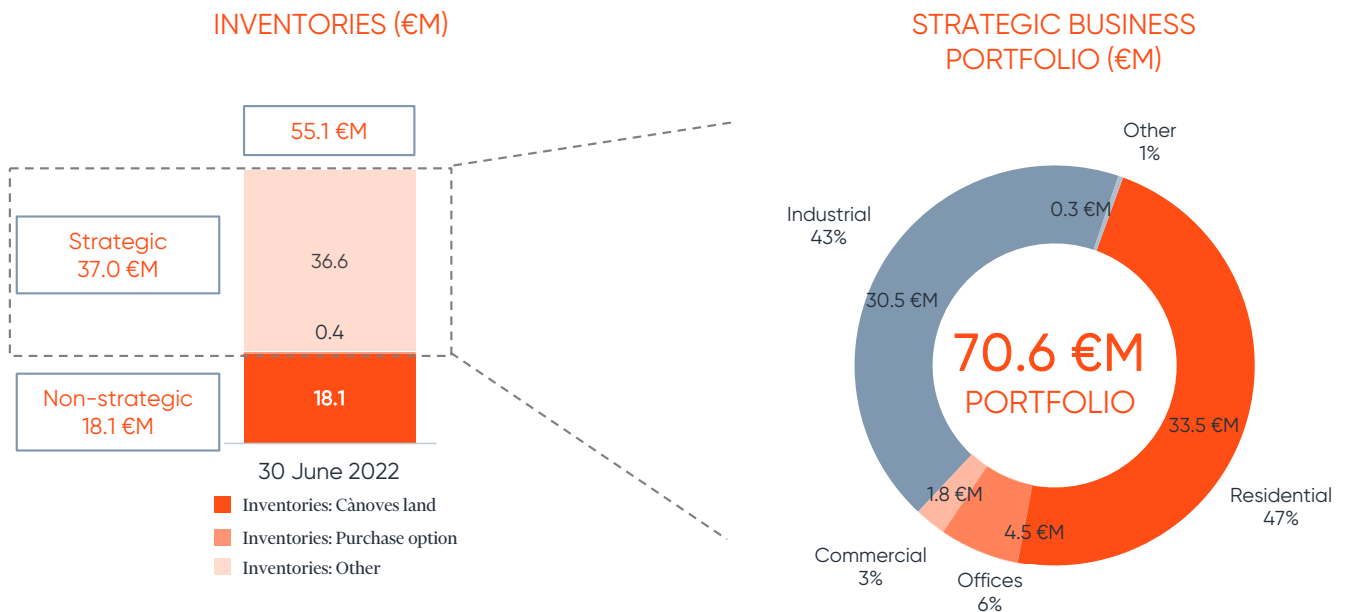 INVENTORIES (€M)
55.1 €M
Strategic
37.0 €M
36.6
0.4
Non-strategic
18.1 €M
18.1
30 June 2022
Inventories: Cànoves land
Inventories: Purchase option
Inventories: Other
STRATEGIC BUSINESS
PORTFOLIO (€M)
Other
1%
0.3 €M
Industrial
43%
30.5 €M
70.6 €M
PORTFOLIO
33.5 €M
Residential
47%
1.8 €M
4.5 €M
Commercial
3%
Offices
6%